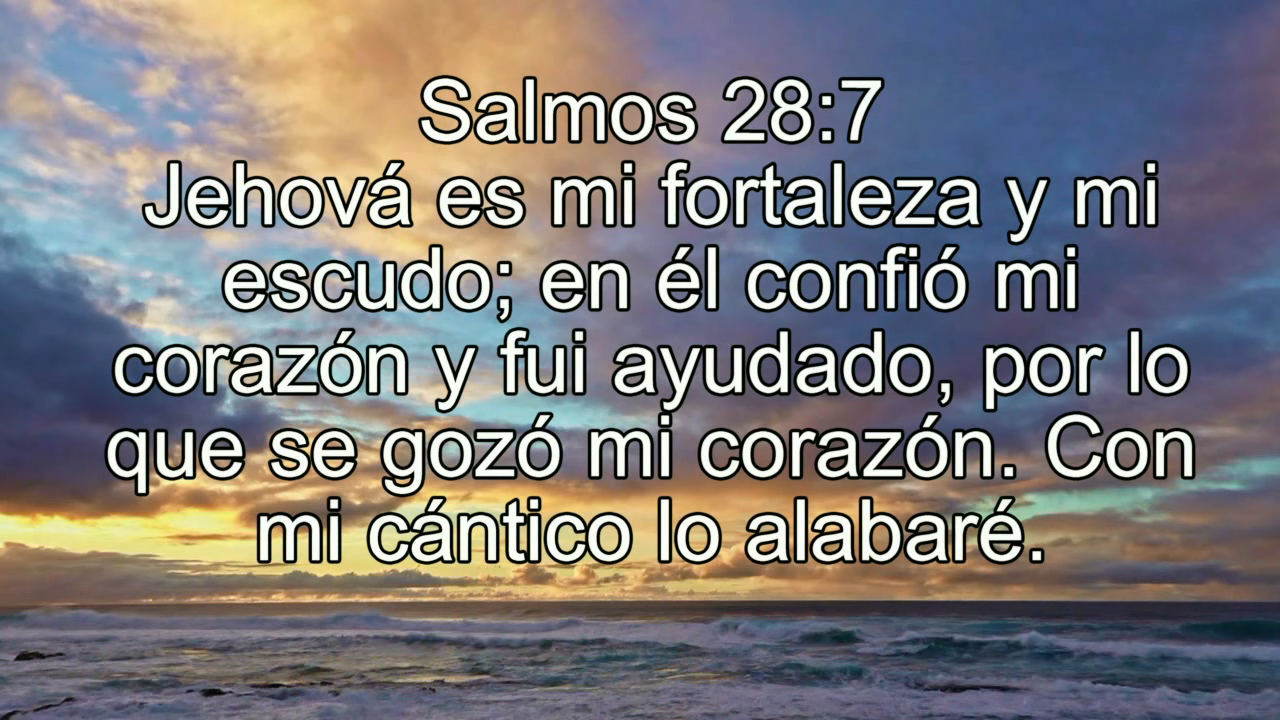 Salmos 28:7
Jehová es mi fortaleza y mi
escudo; en él confió mi
corazón y fui ayudado, por lo
que se gozó mi corazón. Con
mi cántico lo alabaré.